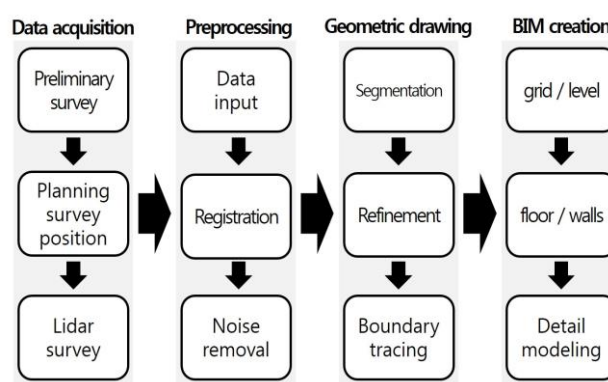 Data acquisition
Preliminary
survey
Planning
survey
position
Lidar
survey
Preprocessing
Data
input
Registration
Noise
removal
Geometric drawing
Segmentation
Refinement
Boundary
tracing
BIM creation
grid / level
floor / walls
Detail
modeling